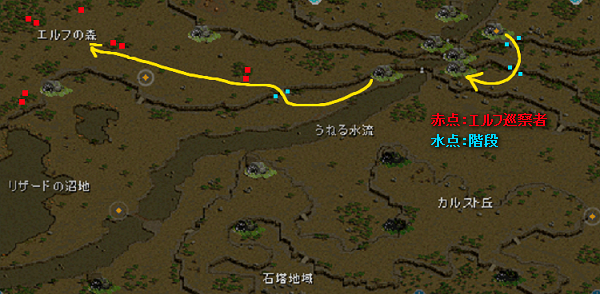 エルフの森
赤点：エルフ巡察者
うねる水流
水点：階段
リザードの沼地
カルスト丘
石塔地域